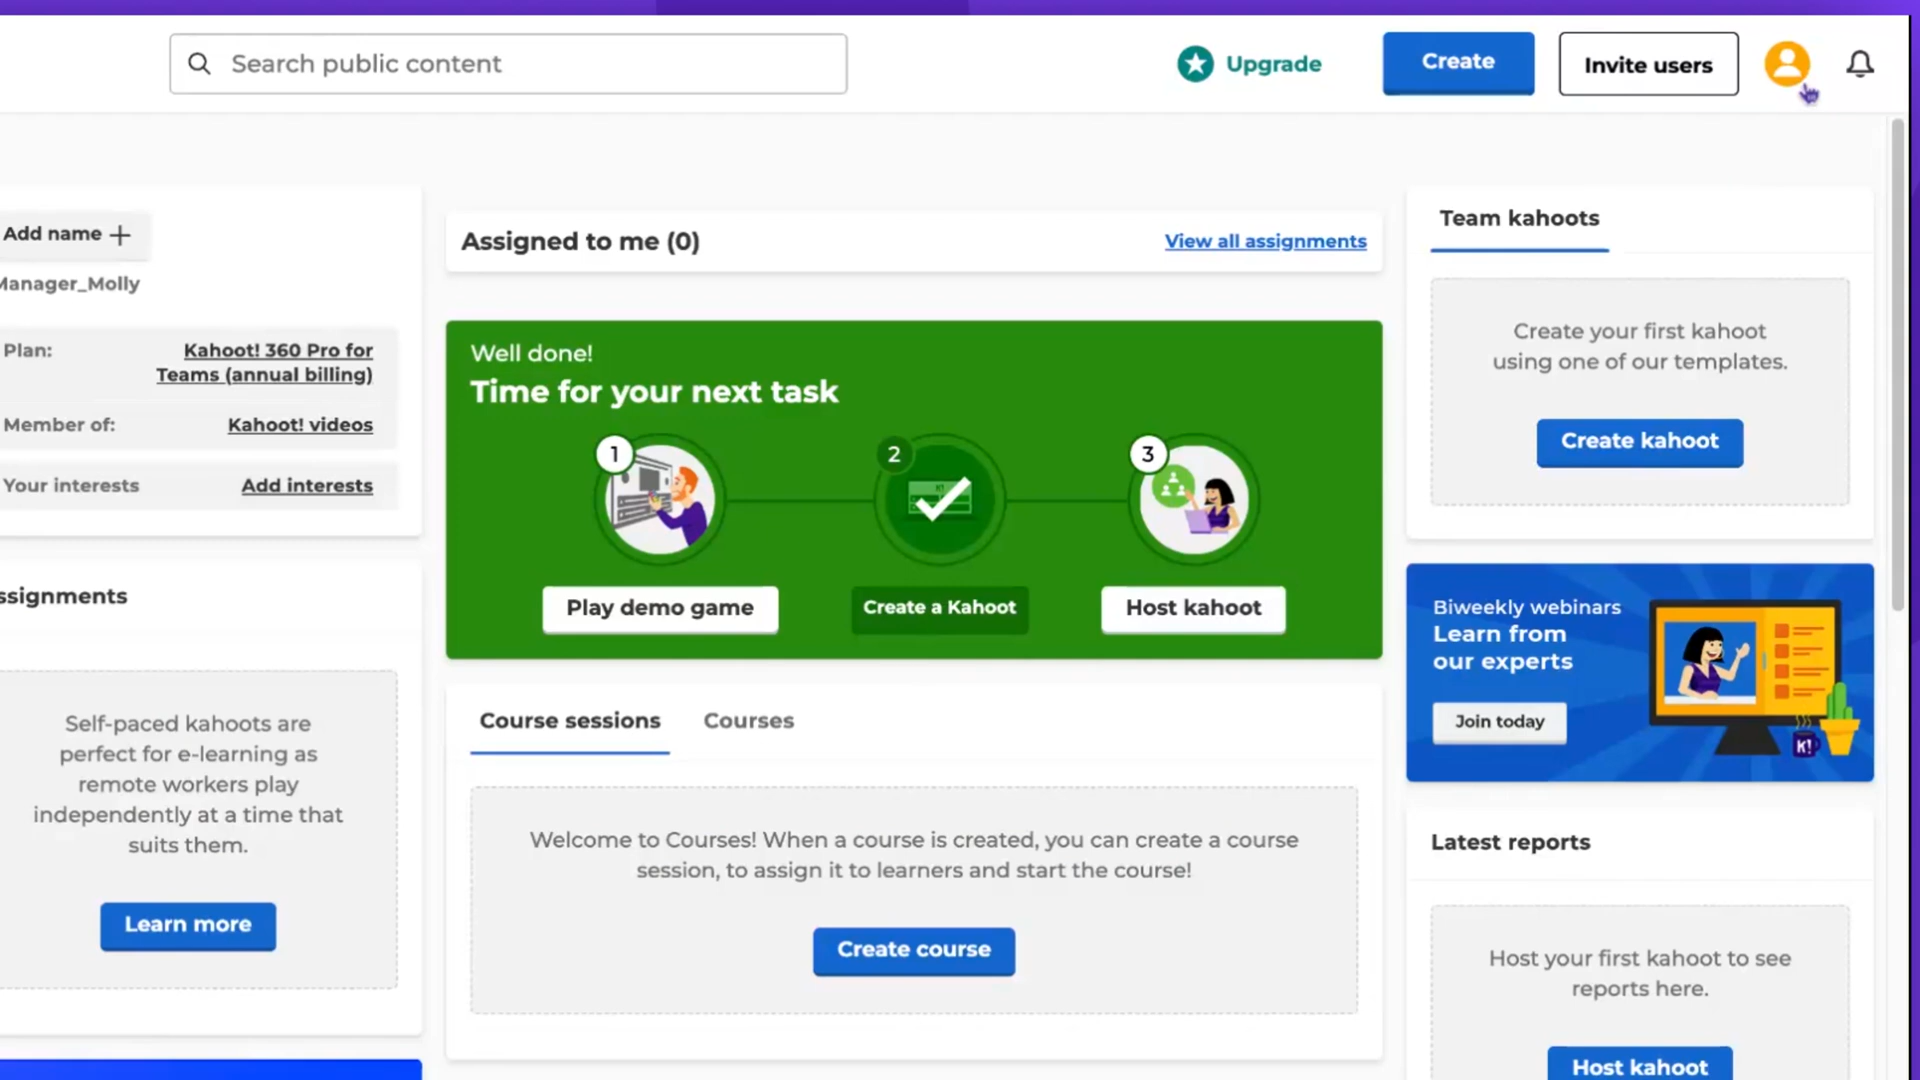 Search public content
Upgrade
Create
Invite users
Add name
Manager_Molly
Plan:
Kahoot! 360 Pro for
Teams (annual billing)
Member of:
Kahoot! videos
Your interests
Add interests
ssignments
Self-paced kahoots are
perfect for e-learning as
remote workers play
independently at a time that
suits them.
Learn more
Assigned to me (0)
View all assignments
Well done!
Time for your next task
1
2
3
Play demo game
Create a Kahoot
Host kahoot
Course sessions
Courses
Welcome to Courses! When a course is created, you can create a course
session, to assign it to learners and start the course!
Create course
Team kahoots
Create your first kahoot
using one of our templates.
Create kahoot
Biweekly webinars
Learn from
our experts
Join today
K!
Latest reports
Host your first kahoot to see
reports here.
Host kahoot